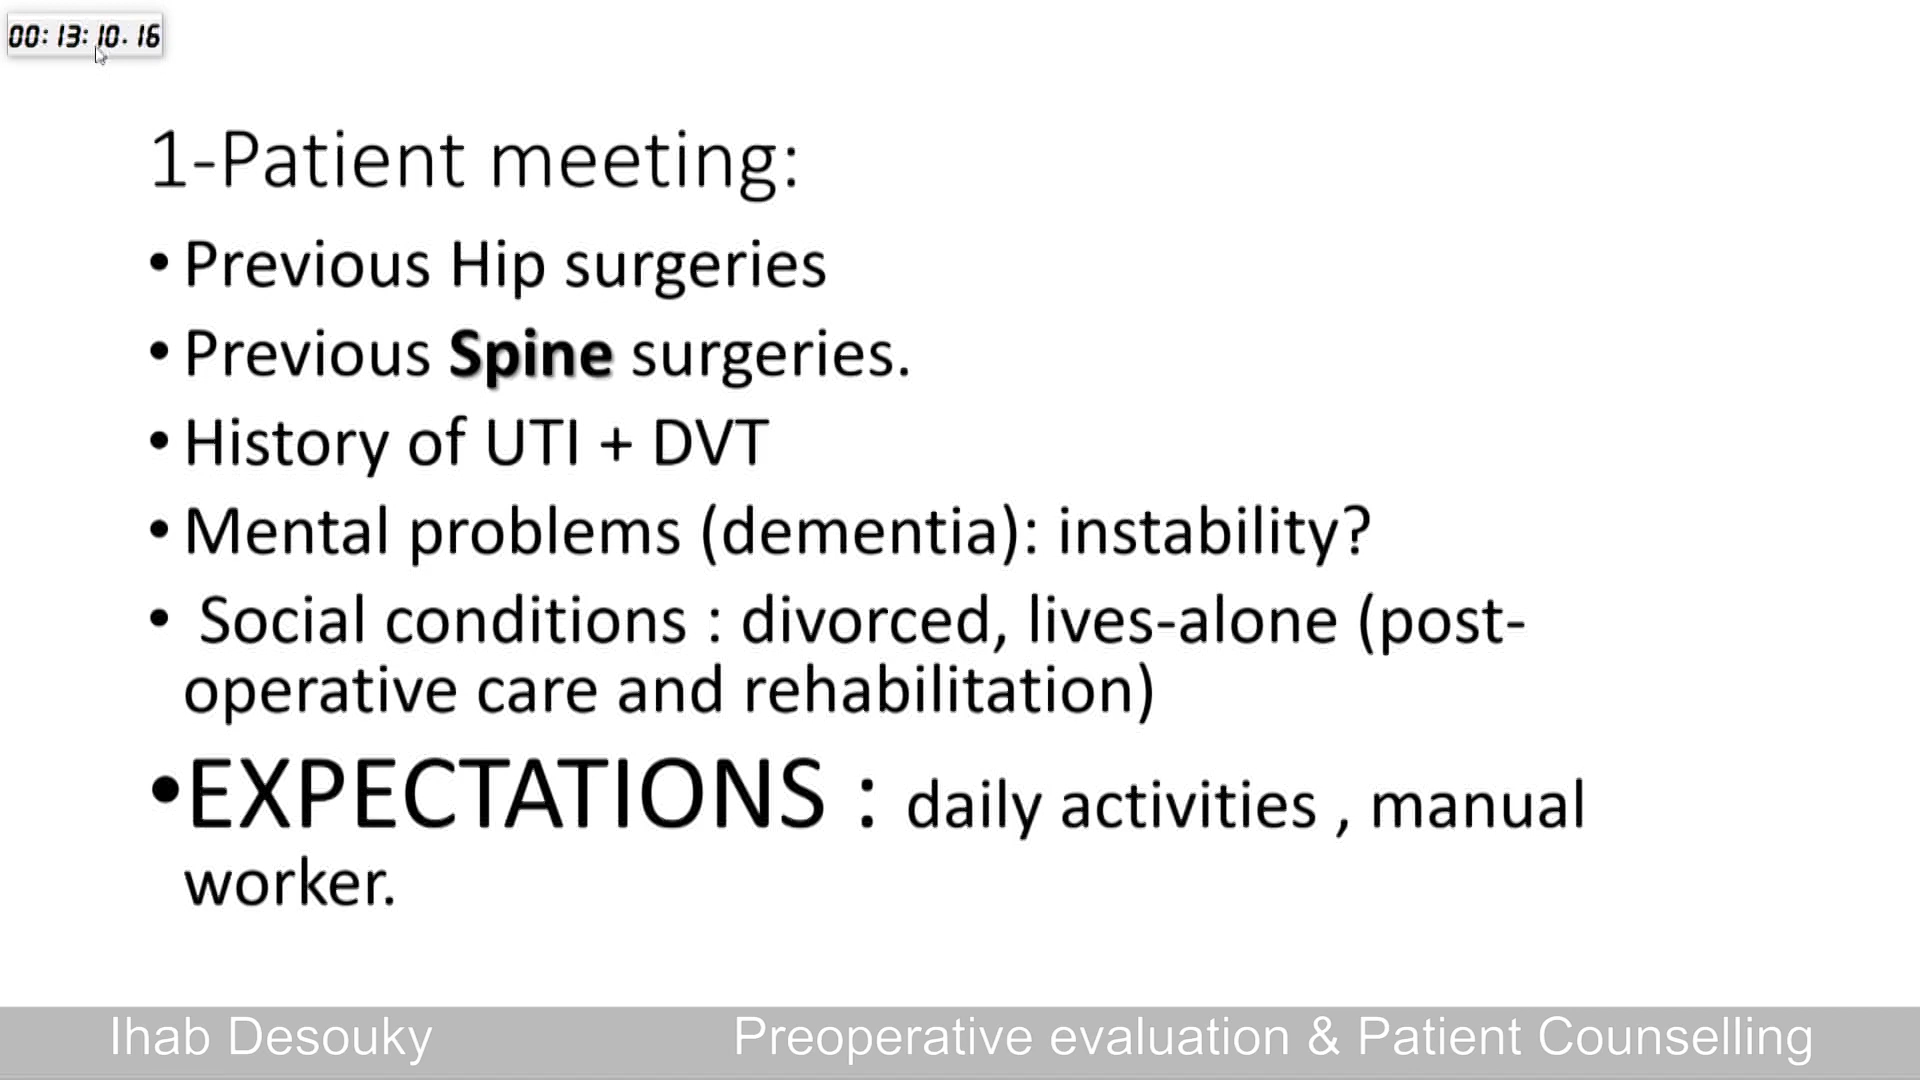 00:13:10.16
1-Patient meeting:
• Previous Hip surgeries
• Previous Spine surgeries.
• History of UTI + DVT
• Mental problems (dementia): instability?
• Social conditions : divorced, lives-alone (post-
operative care and rehabilitation)
•EXPECTATIONS : daily activities , manual
worker.
Ihab Desouky Preoperative evaluation & Patient Counselling